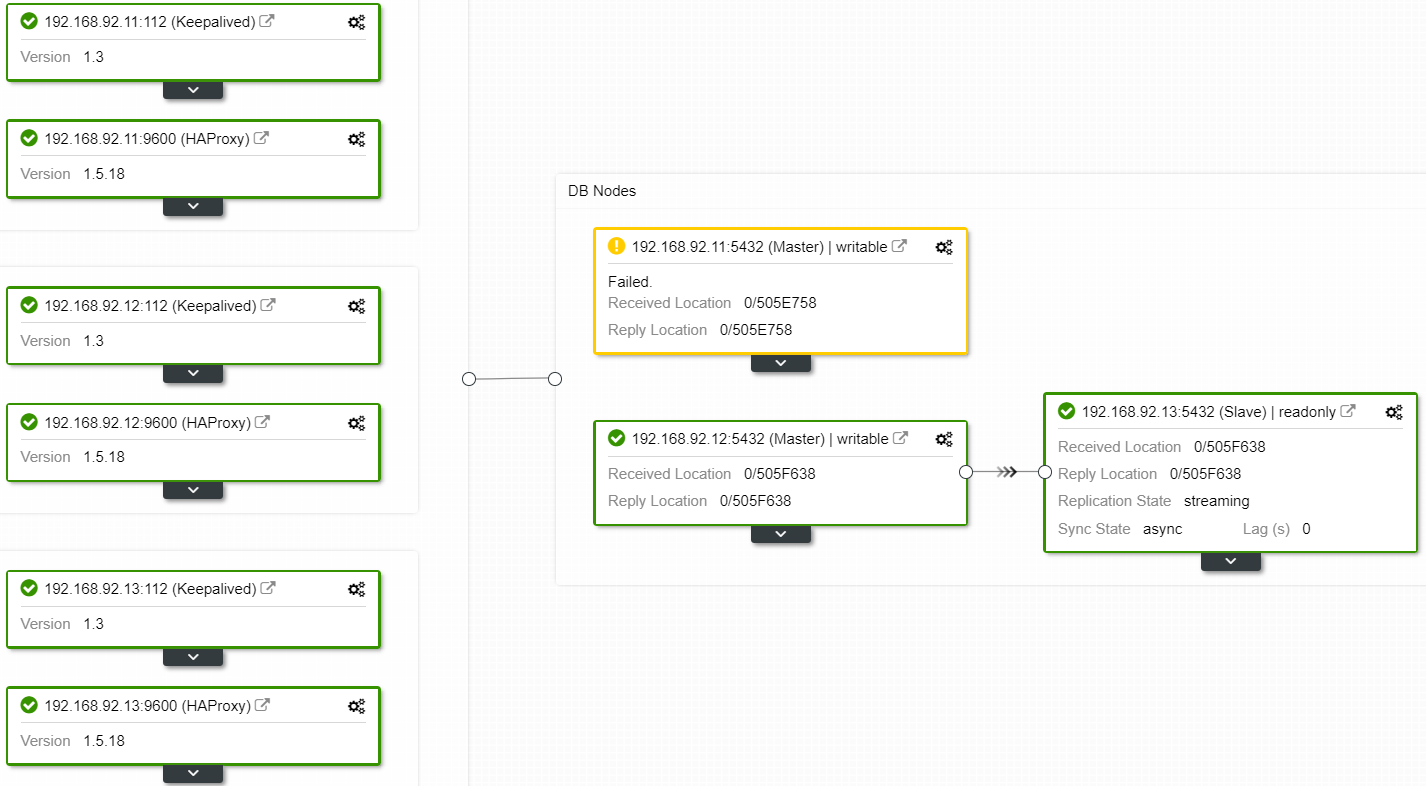 192.168.92.11:112 (Keepalived)
Version 1.3
192.168.92.11:9600 (HAProxy)
Version 1.5.18
192.168.92.12:112 (Keepalived)
Version 1.3
192.168.92.12:9600 (HAProxy)
Version 1.5.18
192.168.92.13:112 (Keepalived)
Version 1.3
192.168.92.13:9600 (HAProxy)
Version 1.5.18
DB Nodes
192.168.92.11:5432 (Master) | writable
Failed.
Received Location 0/505E758
Reply Location 0/505E758
192.168.92.12:5432 (Master) | writable
Received Location 0/505F638
Reply Location 0/505F638
192.168.92.13:5432 (Slave) | readonly
Received Location 0/505F638
Reply Location 0/505F638
Replication State streaming
Sync State async Lag (s) 0